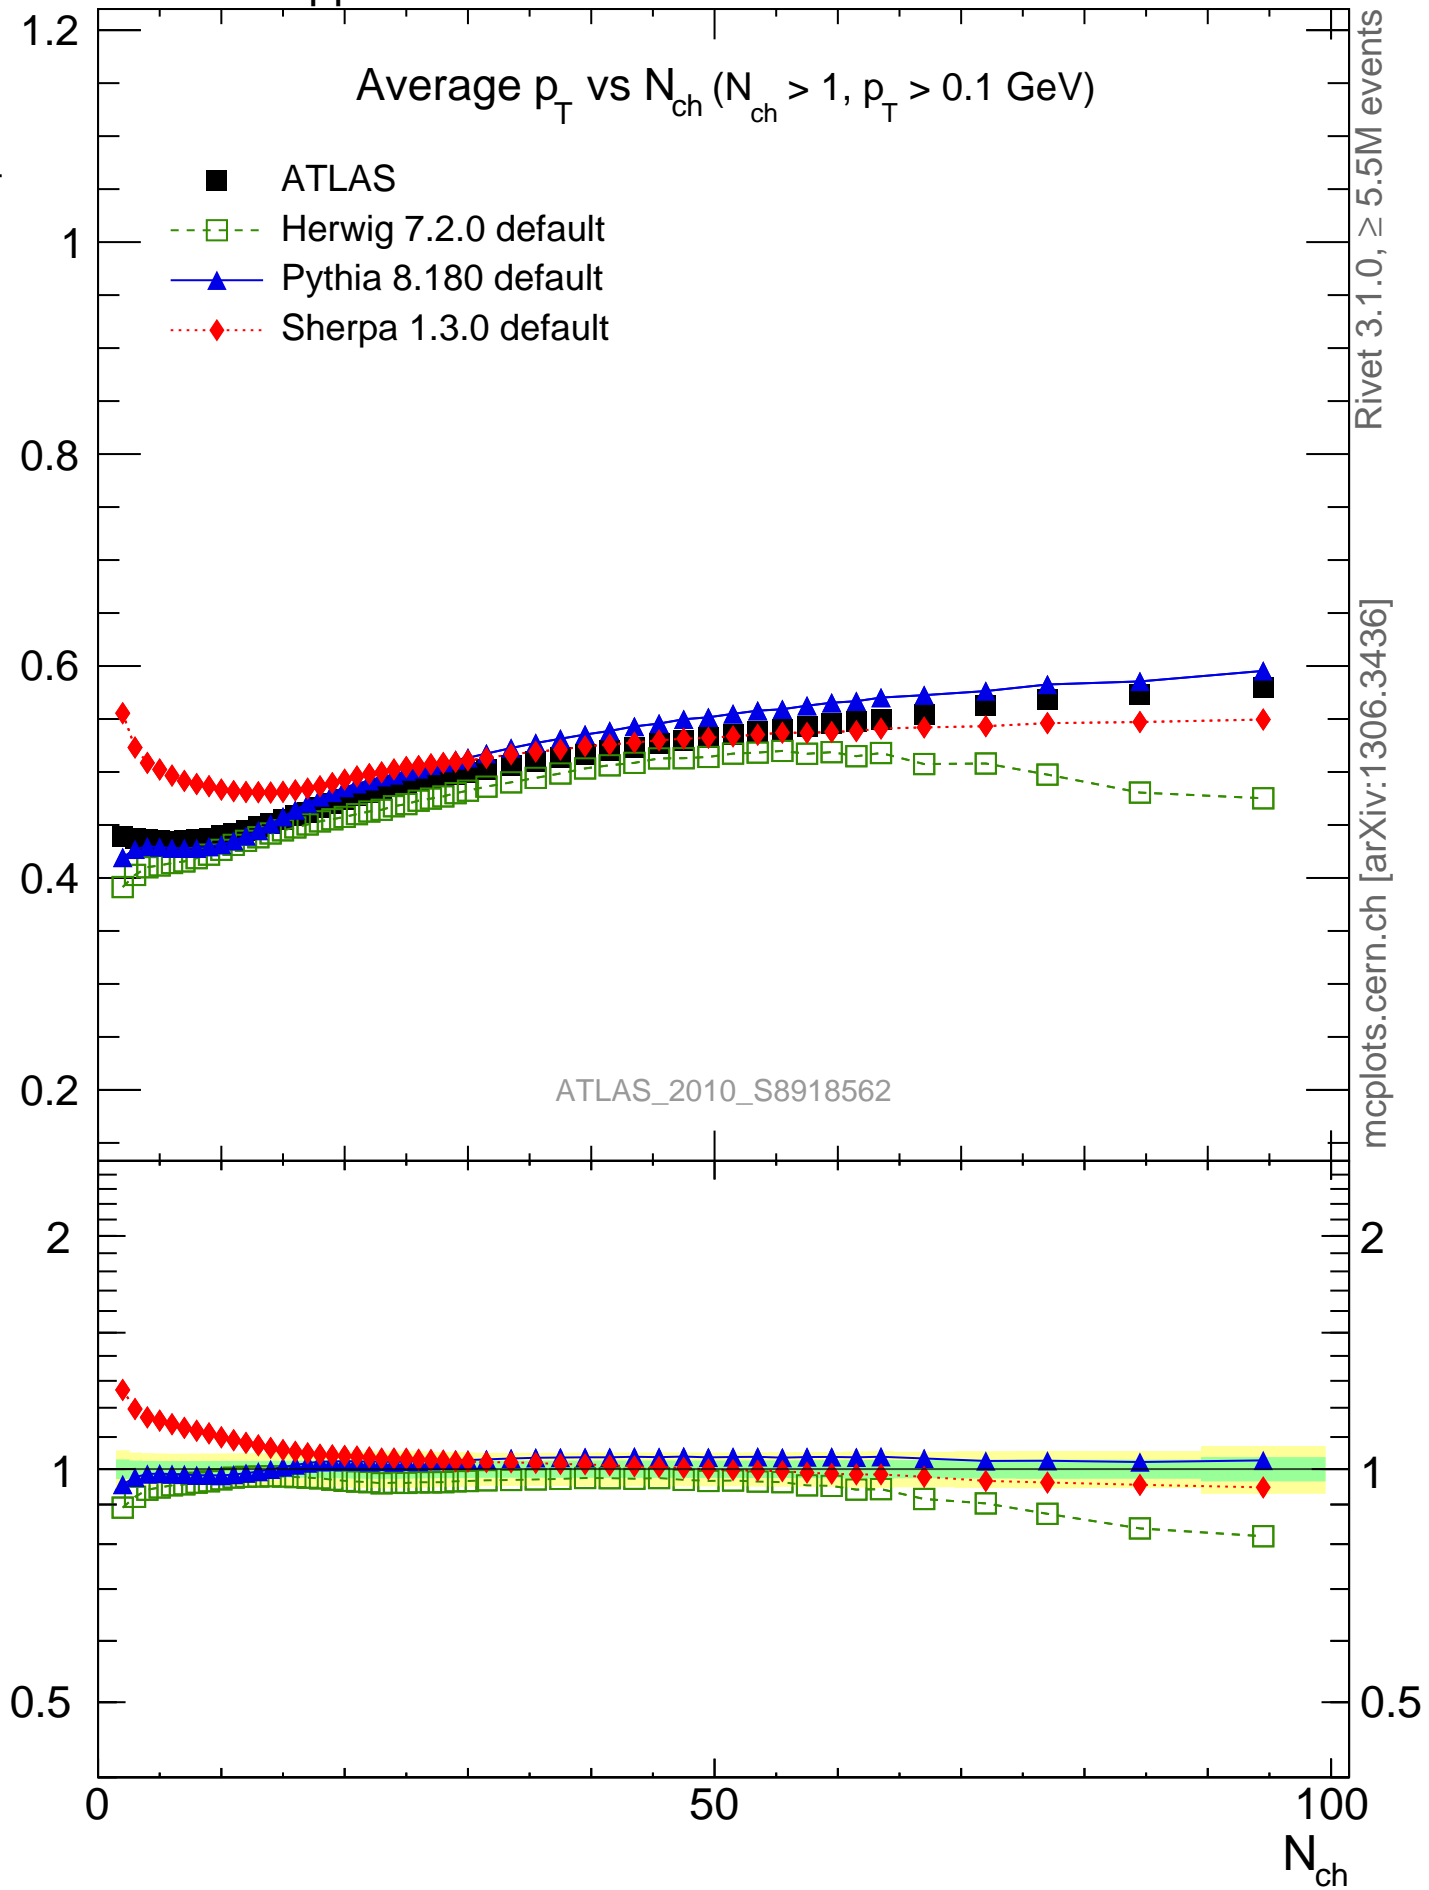 Average p_T vs N_ch (N_ch > 1, p_T > 0.1 GeV)
ATLAS
Herwig 7.2.0 default
Pythia 8.180 default
Sherpa 1.3.0 default
1.2
1
0.8
0.6
0.4
0.2
ATLAS_2010_S8918562
Rivet 3.1.0, ≥ 5.5M events
mcplots.cern.ch [arXiv:1306.3436]
2
1
0.5
2
1
0.5
0
50
100
N_ch